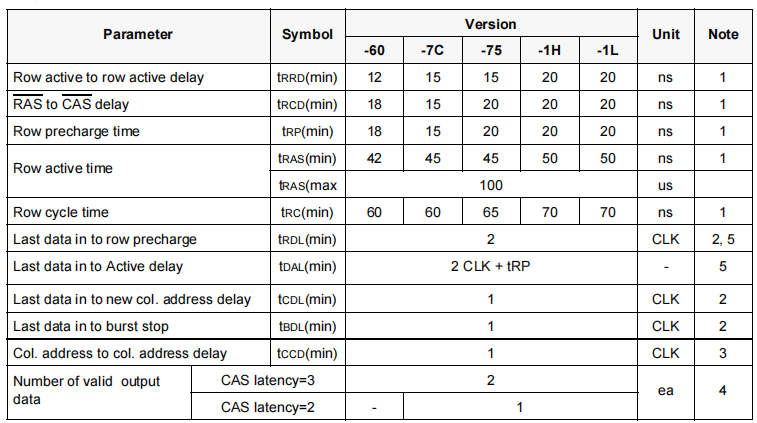 Parameter Symbol Version Unit Note
-60 -7C -75 -1H -1L
Row active to row active delay tRRD(min) 12 15 15 20 20 ns 1
RAS to CAS delay tRCD(min) 18 15 20 20 20 ns 1
Row precharge time tRP(min) 18 15 20 20 20 ns 1
Row active time tRAS(min) 42 45 45 50 50 ns 1
tRAS(max 100 us
Row cycle time tRC(min) 60 60 65 70 70 ns 1
Last data in to row precharge tRDL(min) 2 CLK 2, 5
Last data in to Active delay tDAL(min) 2 CLK + tRP - 5
Last data in to new col. address delay tCDL(min) 1 CLK 2
Last data in to burst stop tBDL(min) 1 CLK 2
Col. address to col. address delay tCCD(min) 1 CLK 3
Number of valid output data CAS latency=3 2 ea 4
CAS latency=2 - 1